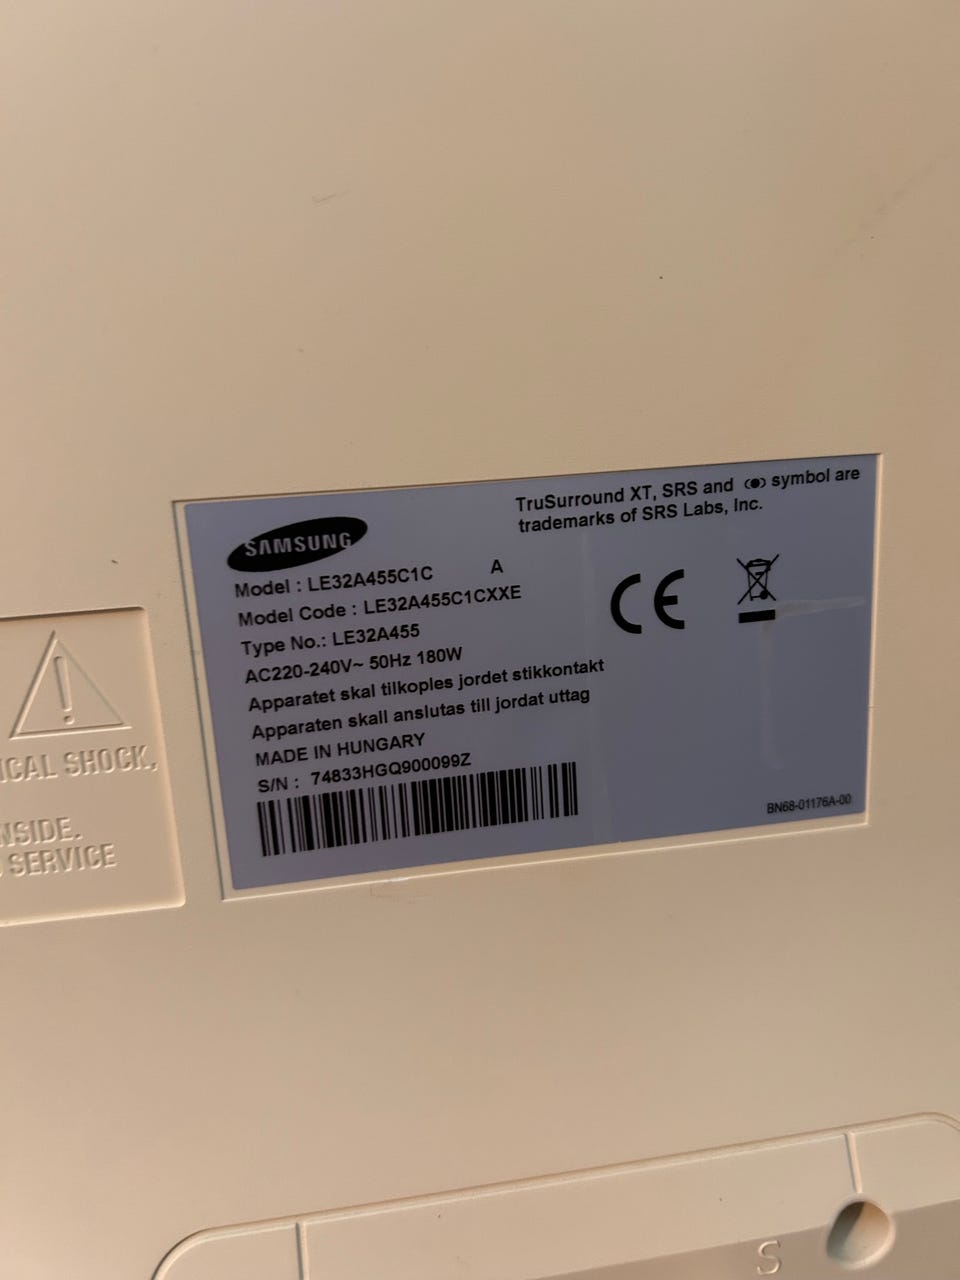 TruSurround XT, SRS and (●) symbol are
trademarks of SRS Labs, Inc.
SAMSUNG
Model : LE32A455C1C A
Model Code : LE32A455C1CXXE
Type No.: LE32A455
AC220-240V~ 50Hz 180W
Apparatet skal tilkoples jordet stikkontakt
Apparaten skall anslutas till jordat uttag
MADE IN HUNGARY
S/N : 74833HGQ900099Z
BN68-01176A-00
CE
ICAL SHOCK,
NSIDE.
SERVICE
S